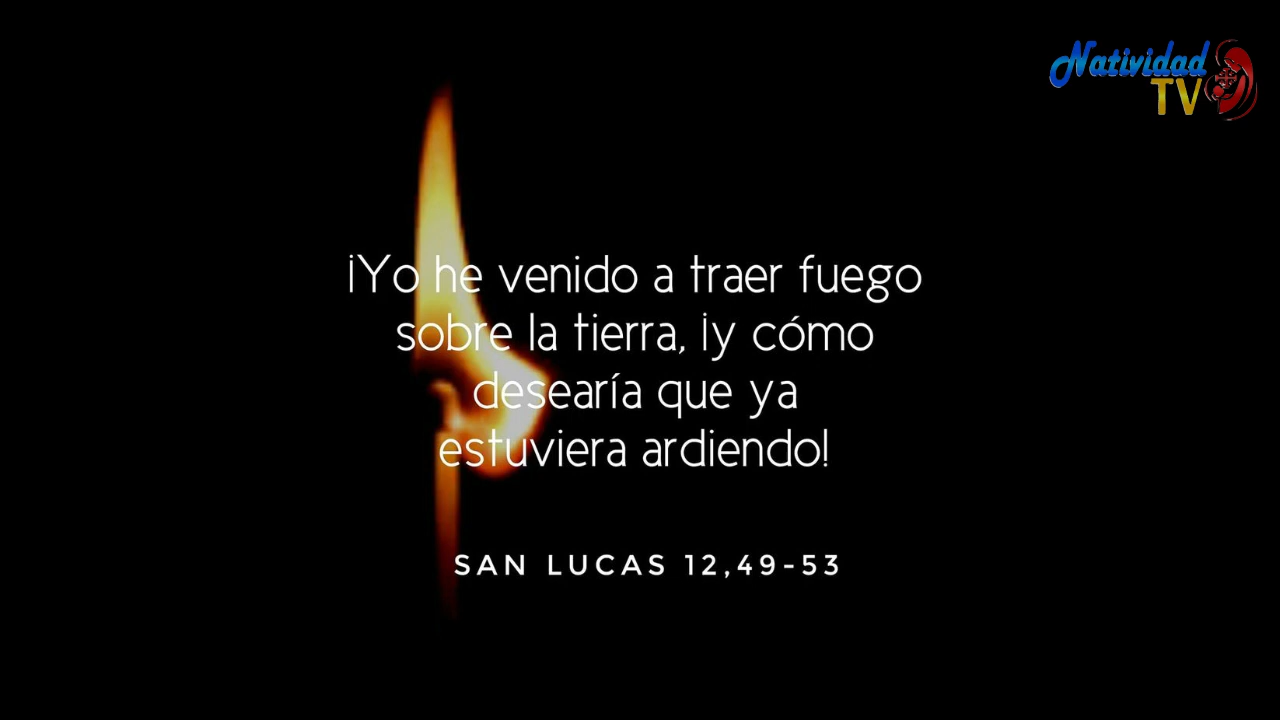 Natividad
TV
¡Yo he venido a traer fuego
sobre la tierra, ¡y cómo
desearía que ya
estuviera ardiendo!
SAN LUCAS 12,49-53